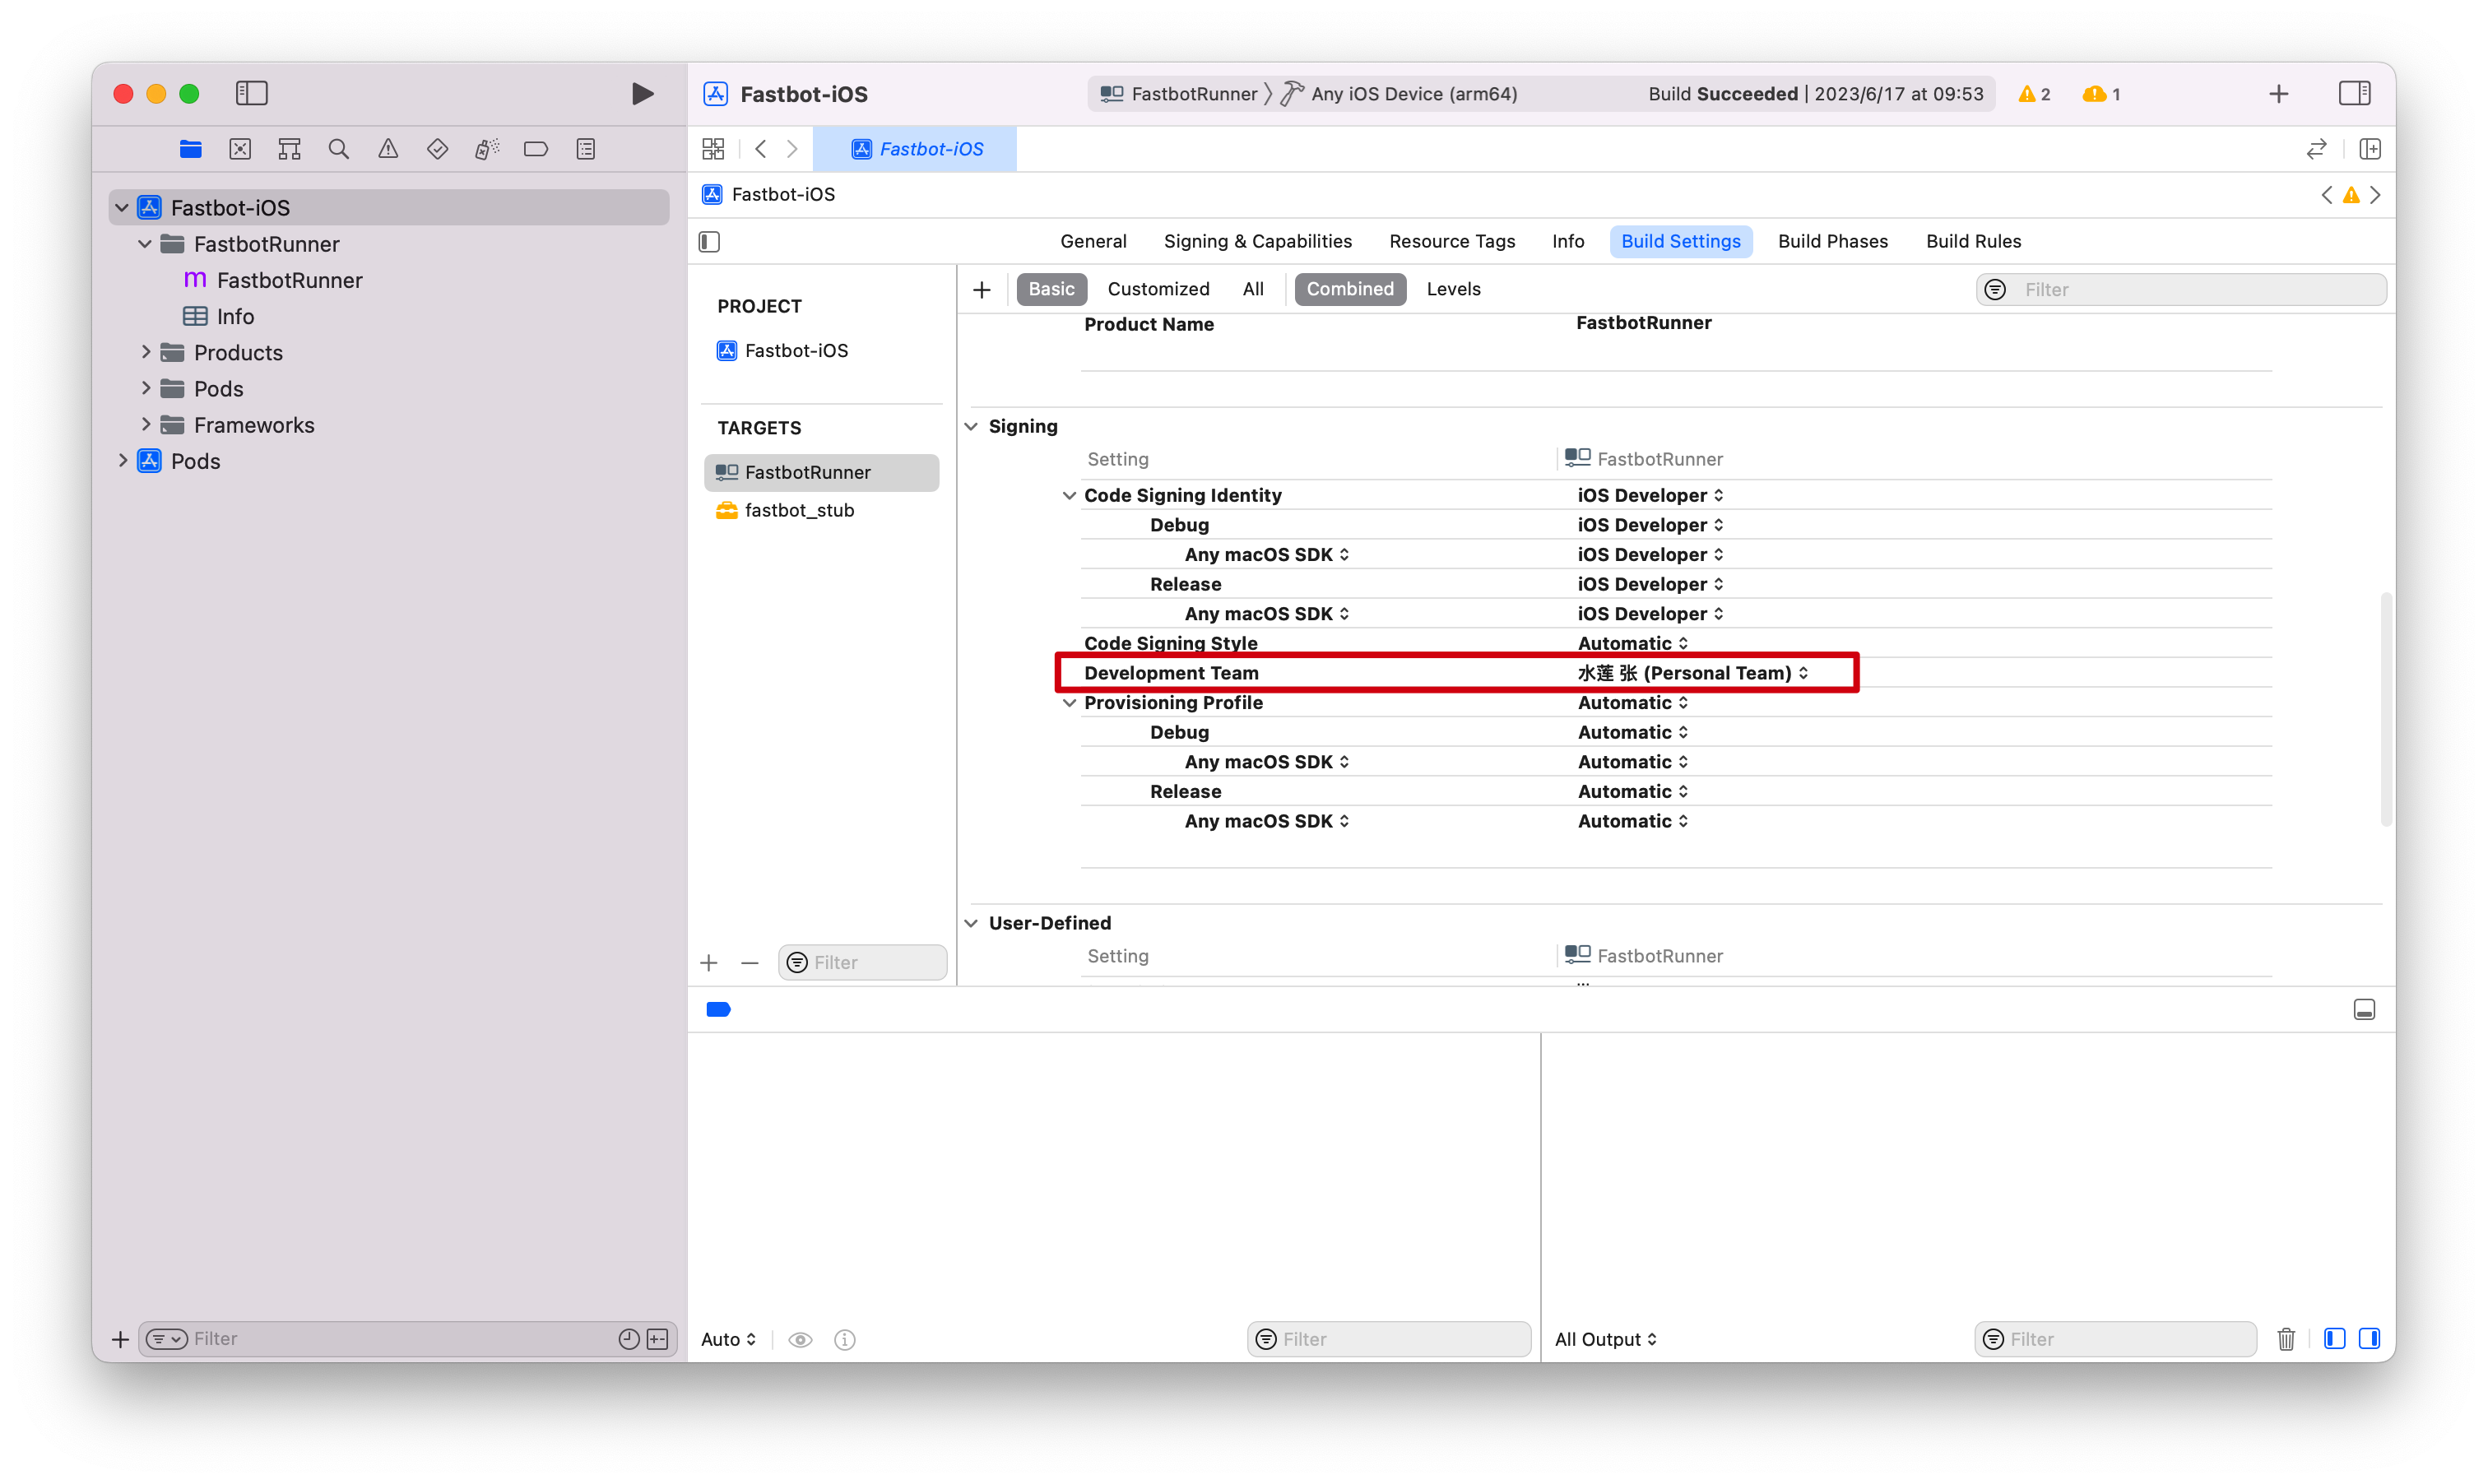 Fastbot-iOS
FastbotRunner
Any iOS Device (arm64)
Build Succeeded | 2023/6/17 at 09:53
2
1
Fastbot-iOS
Fastbot-iOS
FastbotRunner
FastbotRunner
Info
Products
Pods
Frameworks
Pods
Filter
Fastbot-iOS
General
Signing & Capabilities
Resource Tags
Info
Build Settings
Build Phases
Build Rules
PROJECT
Fastbot-iOS
TARGETS
FastbotRunner
fastbot_stub
Filter
Basic
Customized
All
Combined
Levels
Filter
Product Name FastbotRunner
Signing
Setting FastbotRunner
Code Signing Identity iOS Developer
Debug iOS Developer
Any macOS SDK iOS Developer
Release iOS Developer
Any macOS SDK iOS Developer
Code Signing Style Automatic
Development Team 水莲 张 (Personal Team)
Provisioning Profile Automatic
Debug Automatic
Any macOS SDK Automatic
Release Automatic
Any macOS SDK Automatic
User-Defined
Setting FastbotRunner
Auto
Filter
All Output
Filter